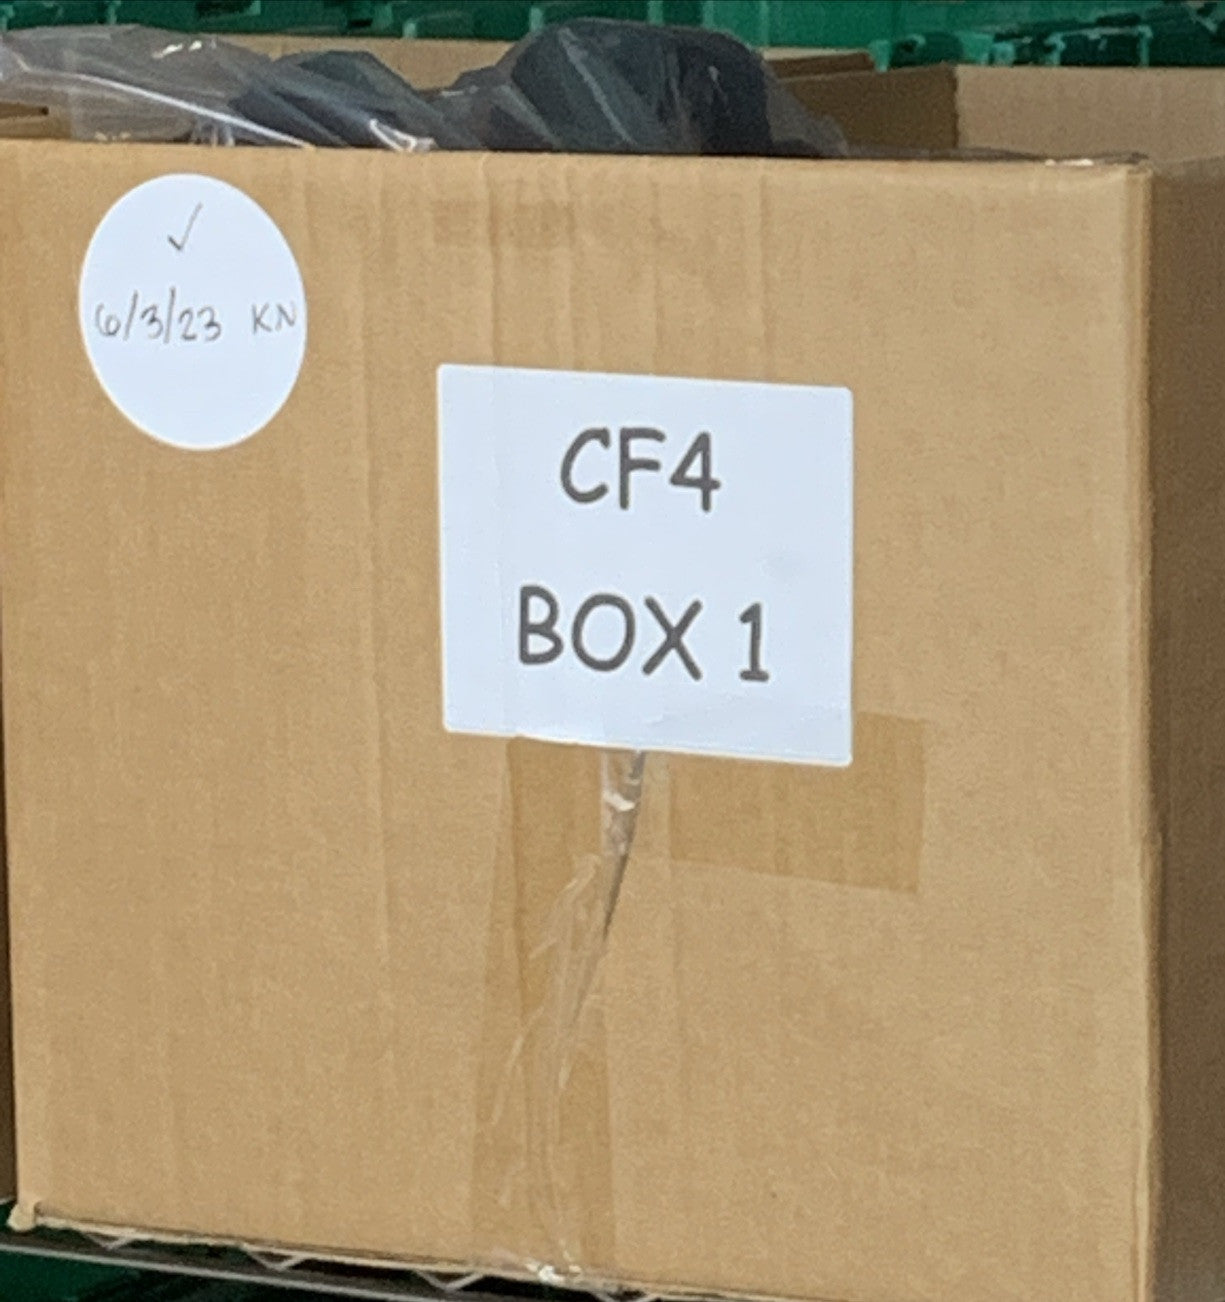 ✓
6/3/23 KN
CF4
BOX 1